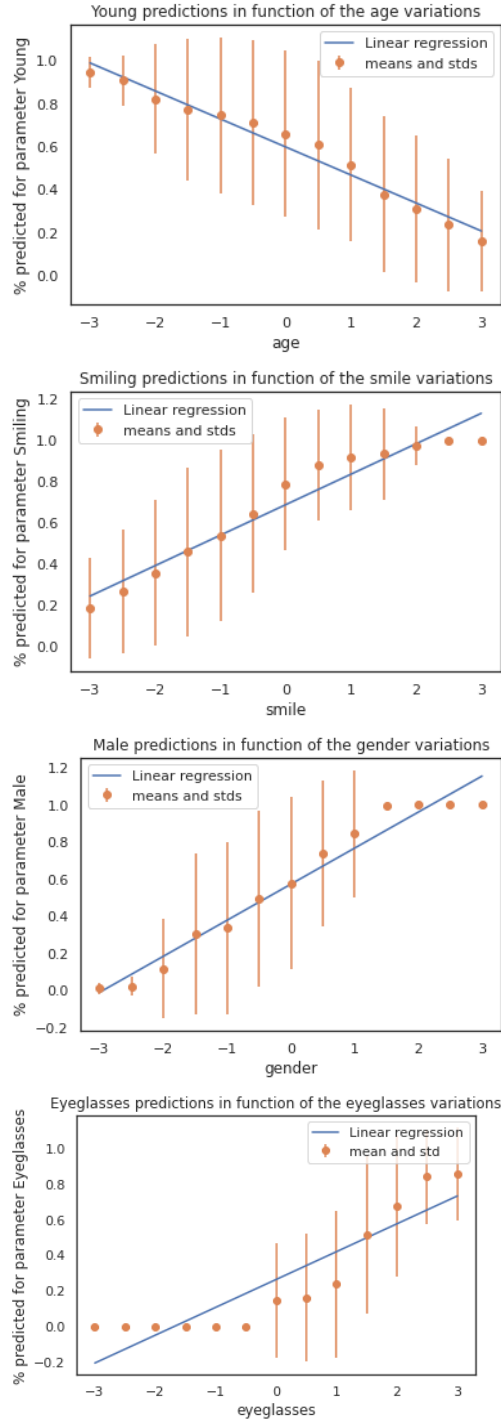 Young predictions in function of the age variations
Linear regression
means and stds
% predicted for parameter Young
1.0
0.8
0.6
0.4
0.2
0.0
−3 −2 −1 0 1 2 3
age
Smiling predictions in function of the smile variations
Linear regression
means and stds
% predicted for parameter Smiling
1.2
1.0
0.8
0.6
0.4
0.2
0.0
−3 −2 −1 0 1 2 3
smile
Male predictions in function of the gender variations
Linear regression
means and stds
% predicted for parameter Male
1.2
1.0
0.8
0.6
0.4
0.2
0.0
−0.2
−3 −2 −1 0 1 2 3
gender
Eyeglasses predictions in function of the eyeglasses variations
Linear regression
mean and std
% predicted for parameter Eyeglasses
1.0
0.8
0.6
0.4
0.2
0.0
−0.2
−3 −2 −1 0 1 2 3
eyeglasses